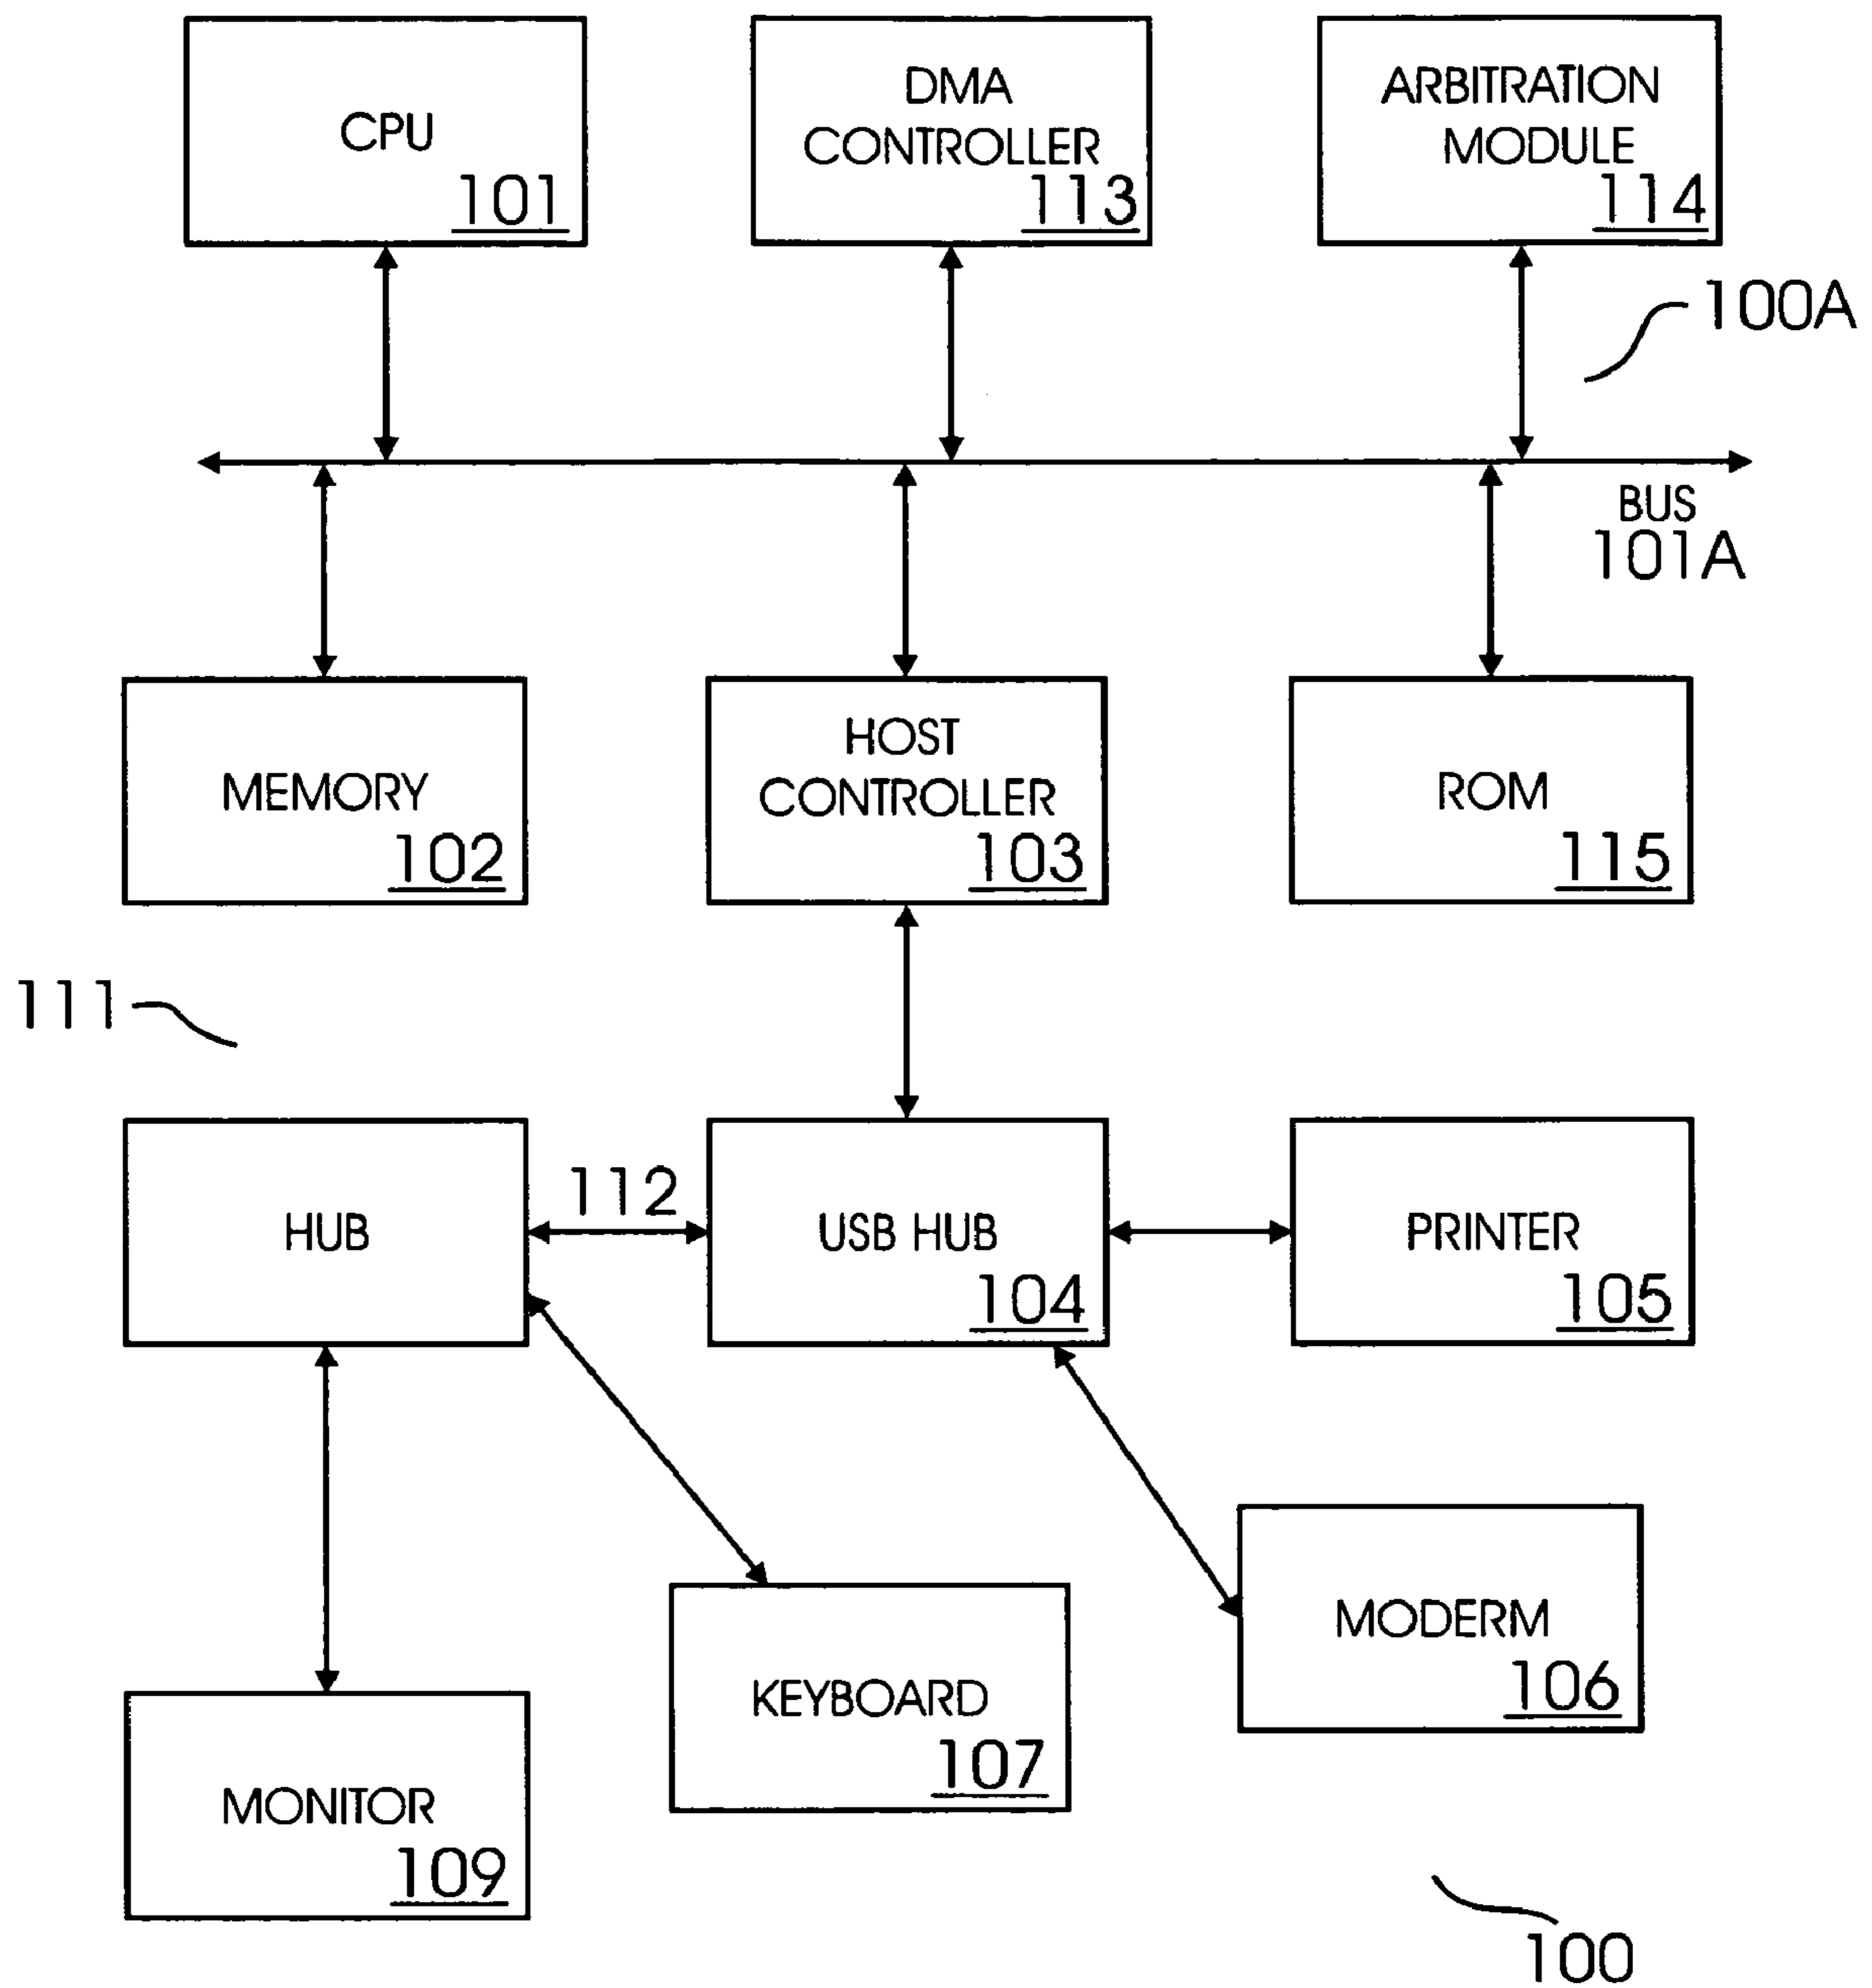 CPU
101
DMA
CONTROLLER
113
ARBITRATION
MODULE
114
100A
BUS
101A
MEMORY
102
HOST
CONTROLLER
103
ROM
115
111
HUB
112
USB HUB
104
PRINTER
105
MODERM
106
KEYBOARD
107
MONITOR
109
100